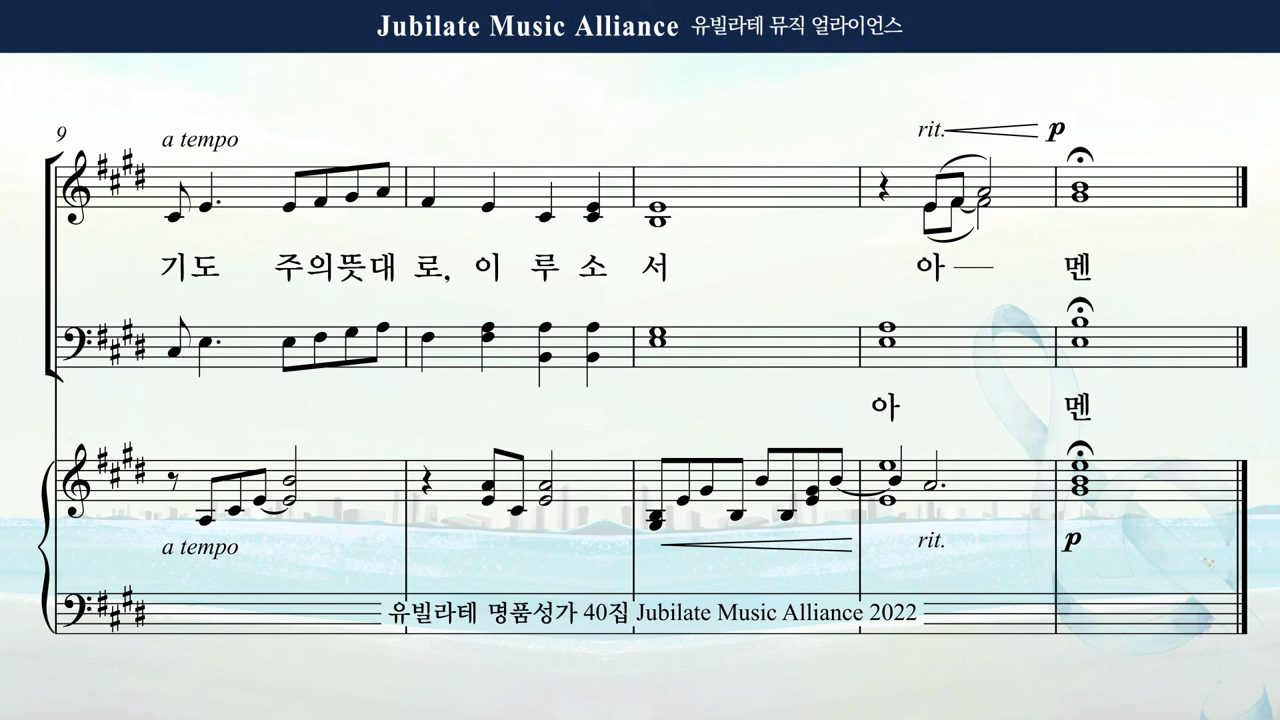 Jubilate Music Alliance 유빌라테 뮤직 얼라이언스
9
a tempo
rit. p
기도 주의뜻대 로, 이 루 소 서 아 멘
아 멘
a tempo rit. p
유빌라테 명품성가 40집 Jubilate Music Alliance 2022